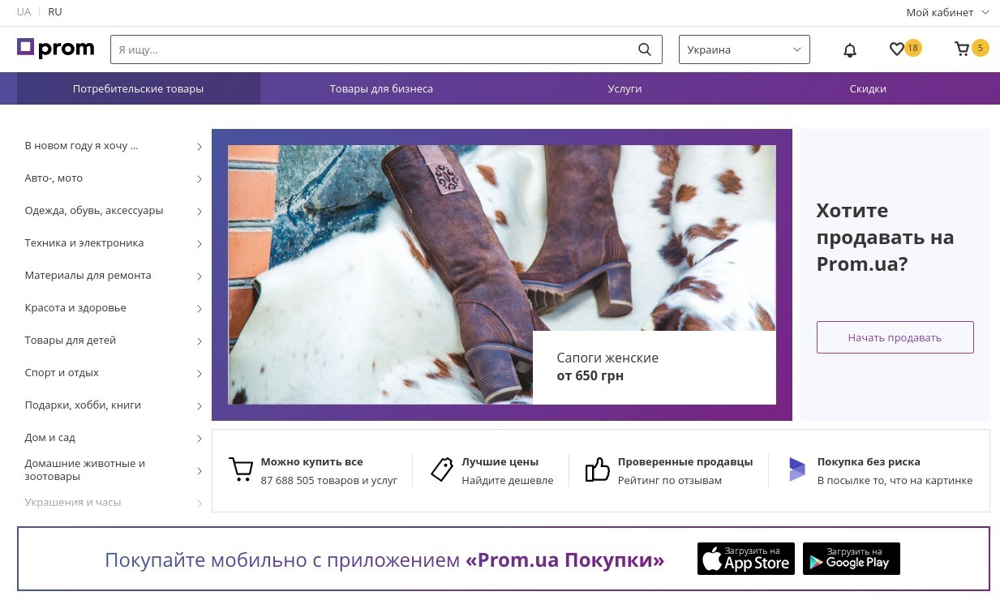 UA RU Мой кабинет
prom Я ищу... Украина 18 5
Потребительские товары Товары для бизнеса Услуги Скидки
В новом году я хочу ...
Авто-, мото
Одежда, обувь, аксессуары
Техника и электроника
Материалы для ремонта
Красота и здоровье
Товары для детей
Спорт и отдых
Подарки, хобби, книги
Дом и сад
Домашние животные и
зоотовары
Украшения и часы
Сапоги женские
от 650 грн
Хотите
продавать на
Prom.ua?
Начать продавать
Можно купить все
87 688 505 товаров и услуг
Лучшие цены
Найдите дешевле
Проверенные продавцы
Рейтинг по отзывам
Покупка без риска
В посылке то, что на картинке
Покупайте мобильно с приложением «Prom.ua Покупки»
Загрузить на
App Store
Загрузить на
Google Play